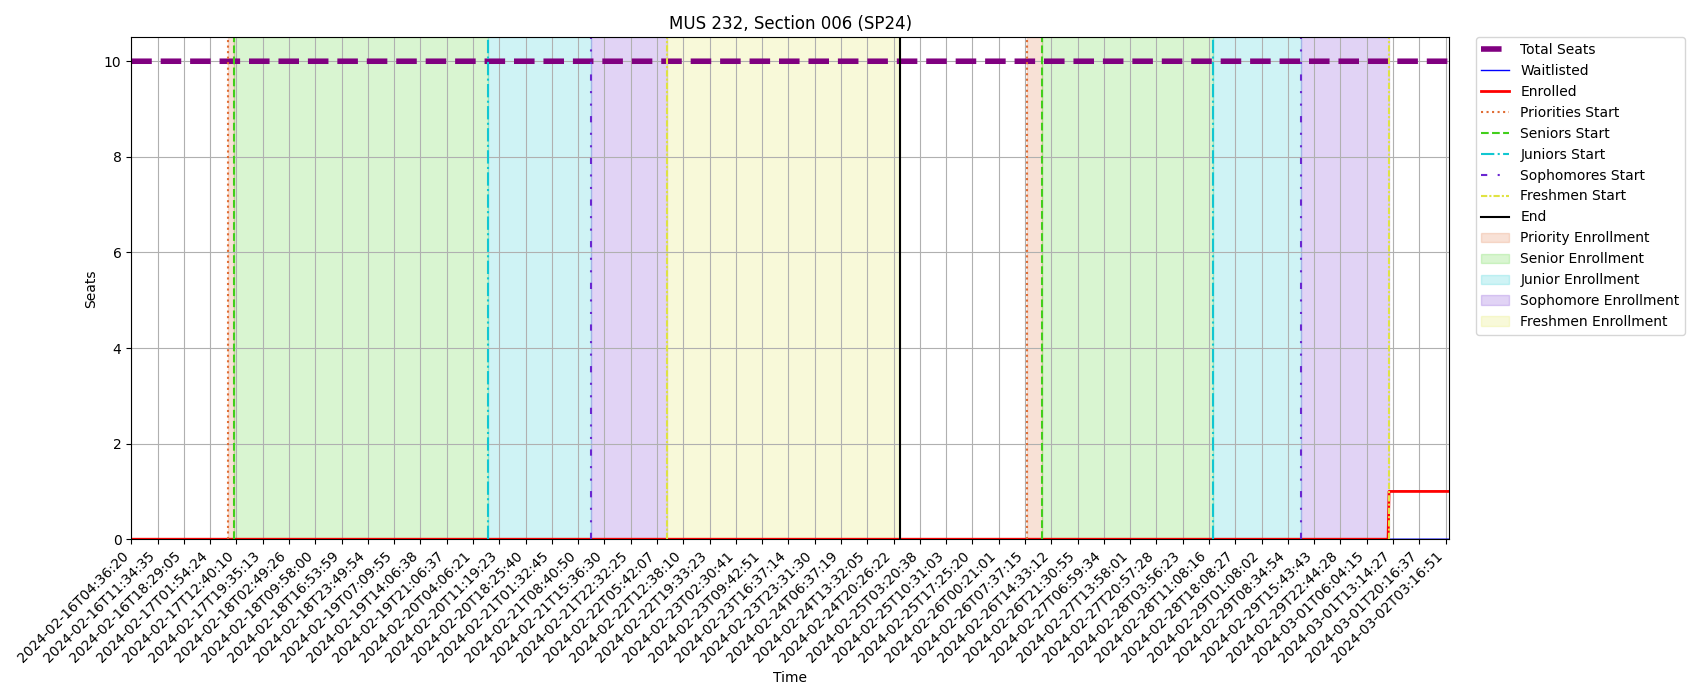 MUS 232, Section 006 (SP24)
10
8
6
4
2
0
Seats
2024-02-16T04:36:20
2024-02-16T11:34:35
2024-02-16T18:29:05
2024-02-17T01:54:24
2024-02-17T12:40:10
2024-02-17T19:35:13
2024-02-18T02:49:26
2024-02-18T09:58:00
2024-02-18T16:53:59
2024-02-18T23:49:54
2024-02-19T07:09:55
2024-02-19T14:06:38
2024-02-19T21:06:37
2024-02-20T04:06:21
2024-02-20T11:19:23
2024-02-20T18:25:40
2024-02-21T01:32:45
2024-02-21T08:40:50
2024-02-21T15:36:30
2024-02-21T22:32:25
2024-02-22T05:42:07
2024-02-22T12:38:10
2024-02-22T19:33:23
2024-02-23T02:30:41
2024-02-23T09:42:51
2024-02-23T16:37:14
2024-02-23T23:31:30
2024-02-24T06:37:19
2024-02-24T13:32:05
2024-02-24T20:26:22
2024-02-25T03:20:38
2024-02-25T10:31:03
2024-02-25T17:25:20
2024-02-26T00:21:01
2024-02-26T07:37:15
2024-02-26T14:33:12
2024-02-26T21:30:55
2024-02-27T06:59:34
2024-02-27T13:58:01
2024-02-27T20:57:28
2024-02-28T03:56:23
2024-02-28T11:08:16
2024-02-28T18:08:27
2024-02-29T01:08:02
2024-02-29T08:34:54
2024-02-29T15:43:43
2024-02-29T22:44:28
2024-03-01T06:04:15
2024-03-01T13:14:27
2024-03-01T20:16:37
2024-03-02T03:16:51
Time
Total Seats
Waitlisted
Enrolled
Priorities Start
Seniors Start
Juniors Start
Sophomores Start
Freshmen Start
End
Priority Enrollment
Senior Enrollment
Junior Enrollment
Sophomore Enrollment
Freshmen Enrollment